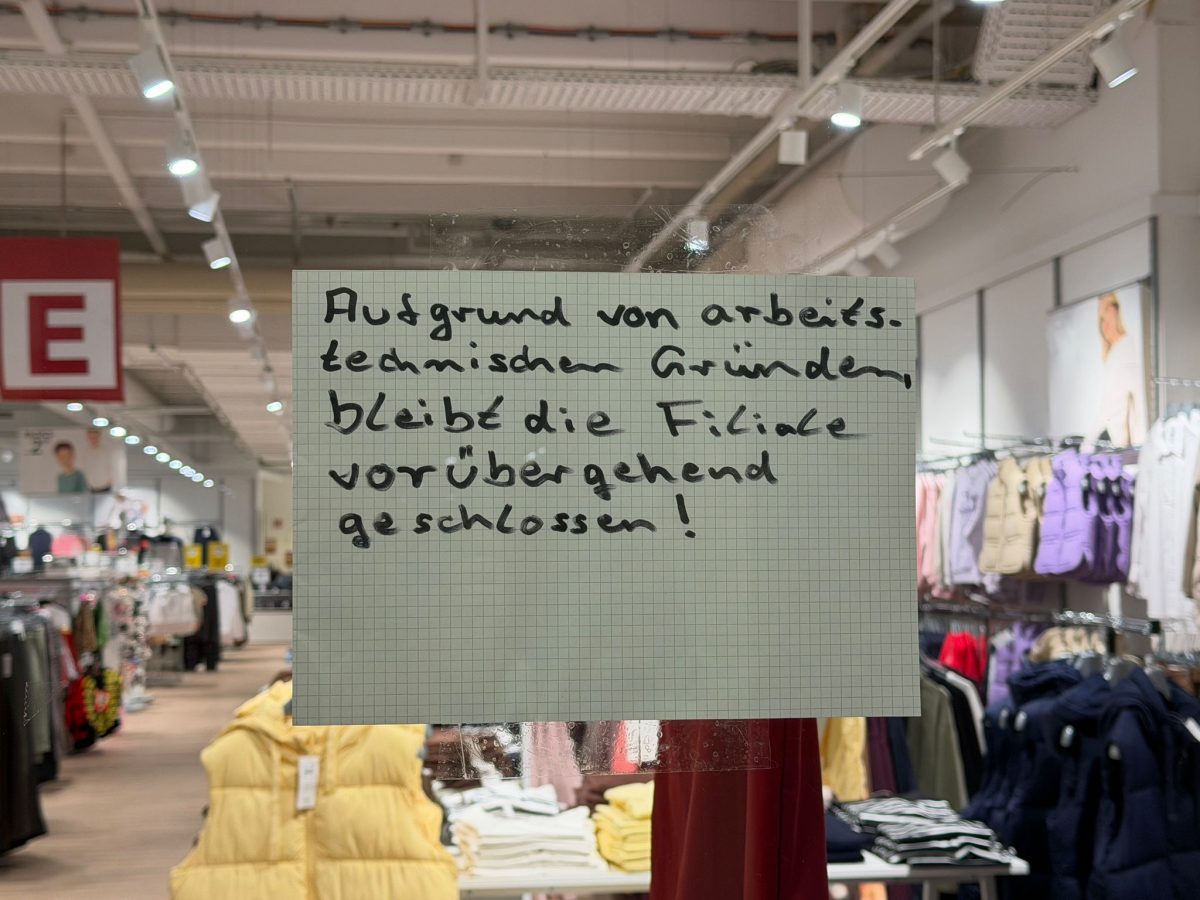 E
Aufgrund von arbeits-
technischen Gründen,
bleibt die Filiale
vorübergehend
geschlossen!